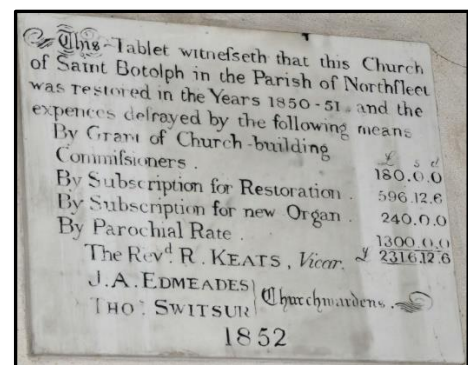 This Tablet witneſseth that this Church
of Saint Botolph in the Parish of Northfleet
was restored in the Years 1850-51 and the
expences defrayed by the following means
£ s d
By Grant of Church-building
Commiſsioners . 180.0.0
By Subscription for Restoration . 596.12.6
By Subscription for new Organ . 240.0.0
By Parochial Rate . 1300.0.0
The Revd. R. KEATS, Vicar. £ 2316.12.6
J.A. EDMEADES
THOs. SWITSUR } Churchwardens.
1852